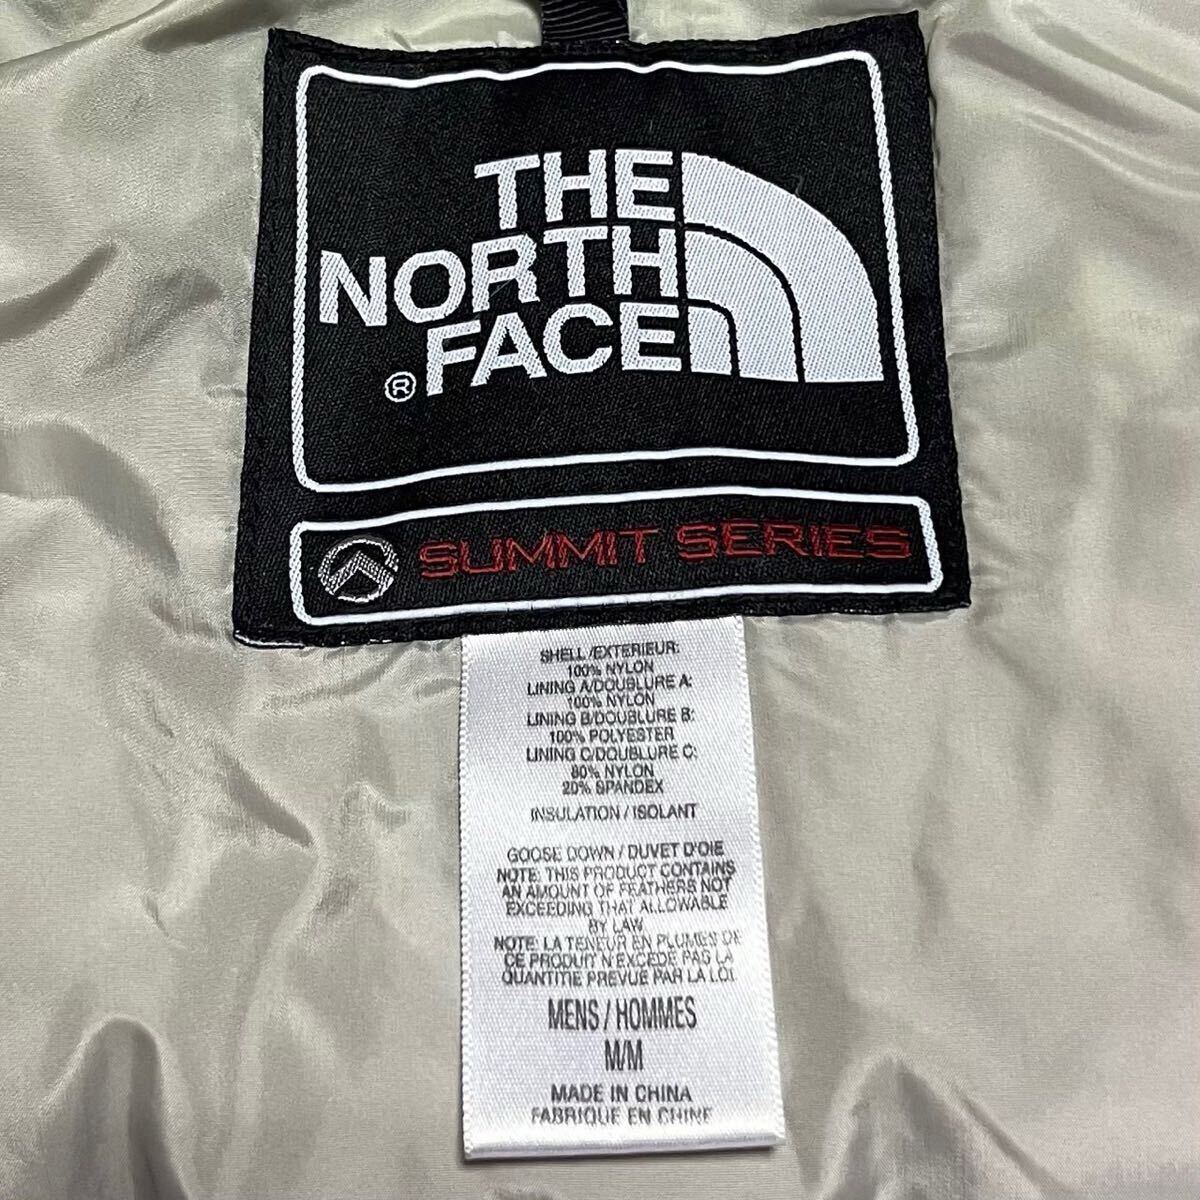 THE
NORTH
FACE
®
SUMMIT SERIES
SHELL/EXTERIEUR:
100% NYLON
LINING A/DOUBLURE A:
100% NYLON
LINING B/DOUBLURE B:
100% POLYESTER
LINING C/DOUBLURE C:
80% NYLON
20% SPANDEX
INSULATION / ISOLANT
GOOSE DOWN / DUVET D'OIE
NOTE: THIS PRODUCT CONTAINS
AN AMOUNT OF FEATHERS NOT
EXCEEDING THAT ALLOWABLE
BY LAW
NOTE: LA TENEUR EN PLUMES DE
CE PRODUIT N'EXCEDE PAS LA
QUANTITIE PREVUE PAR LA LOI.
MENS / HOMMES
M/M
MADE IN CHINA
FABRIQUE EN CHINE